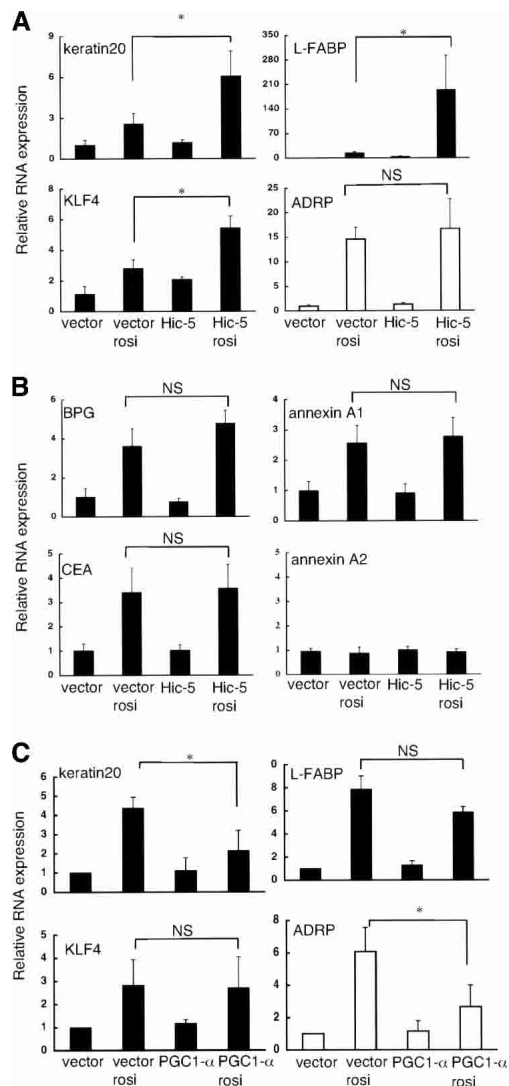 A
Relative RNA expression
keratin20
*
9
6
3
0
L-FABP
*
350
280
210
140
70
0
KLF4
*
6
4
2
0
vector
vector
rosi
Hic-5
Hic-5
rosi
ADRP
NS
25
20
15
10
5
0
vector
vector
rosi
Hic-5
Hic-5
rosi
B
Relative RNA expression
BPG
NS
6
4
2
0
annexin A1
NS
4
3
2
1
0
CEA
NS
5
4
3
2
1
0
vector
vector
rosi
Hic-5
Hic-5
rosi
annexin A2
5
4
3
2
1
0
vector
vector
rosi
Hic-5
Hic-5
rosi
C
Relative RNA expression
keratin20
*
6
5
4
3
2
1
0
L-FABP
NS
10
8
6
4
2
0
KLF4
NS
5
4
3
2
1
0
vector
vector
rosi
PGC1-α
PGC1-α
rosi
ADRP
*
8
6
4
2
0
vector
vector
rosi
PGC1-α
PGC1-α
rosi